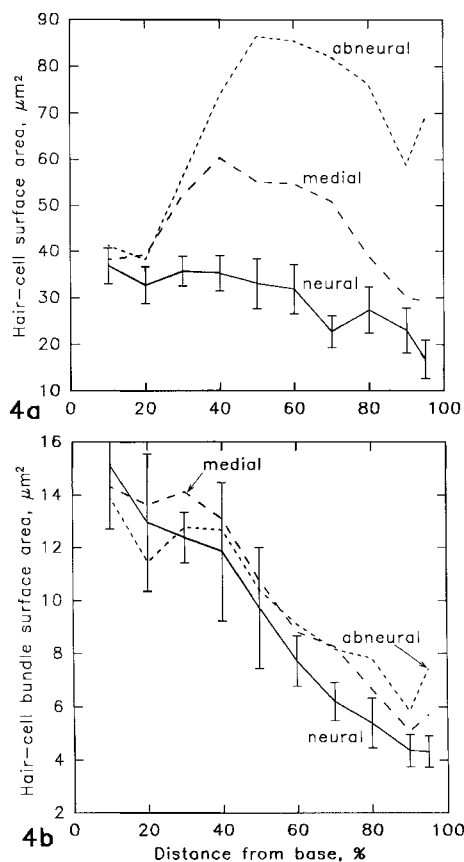 90
80
70
60
50
40
30
20
10
Hair-cell surface area, μm²
abneural
medial
neural
4a
0 20 40 60 80 100
16
14
12
10
8
6
4
2
Hair-cell bundle surface area, μm²
medial
abneural
neural
4b
0 20 40 60 80 100
Distance from base, %